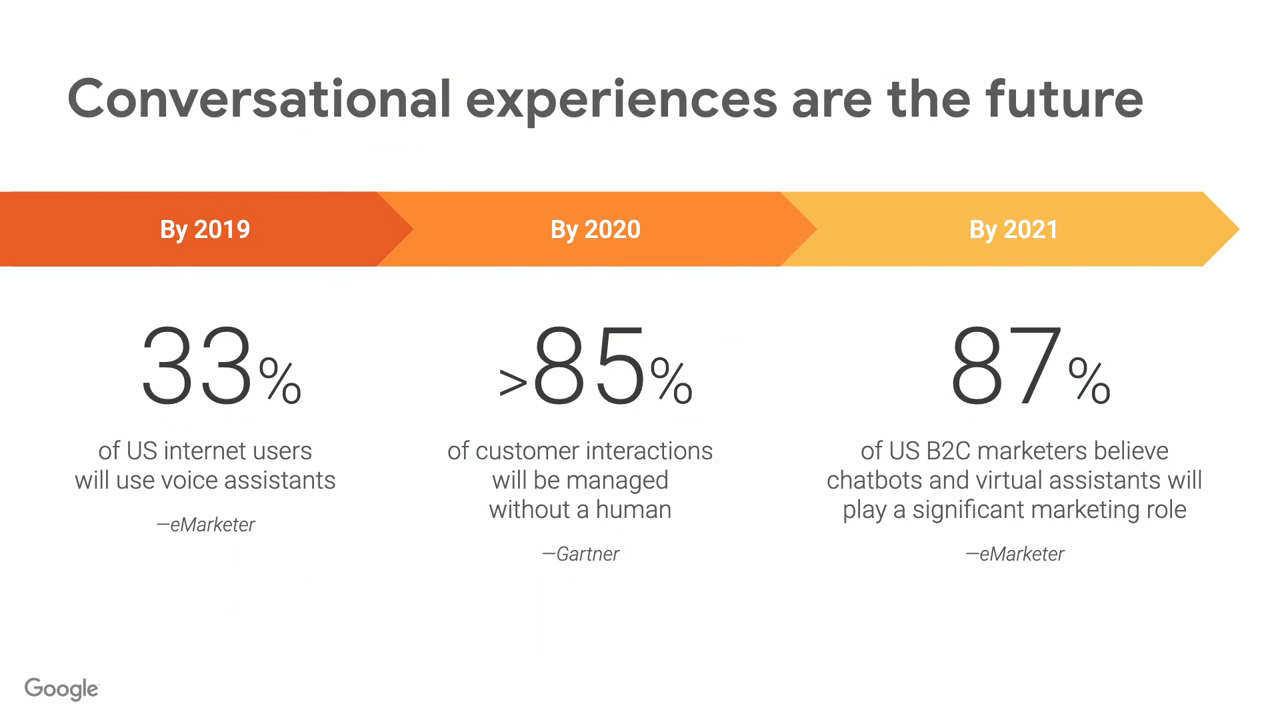 Conversational experiences are the future
By 2019
By 2020
By 2021
33%
of US internet users
will use voice assistants
—eMarketer
>85%
of customer interactions
will be managed
without a human
—Gartner
87%
of US B2C marketers believe
chatbots and virtual assistants will
play a significant marketing role
—eMarketer
Google